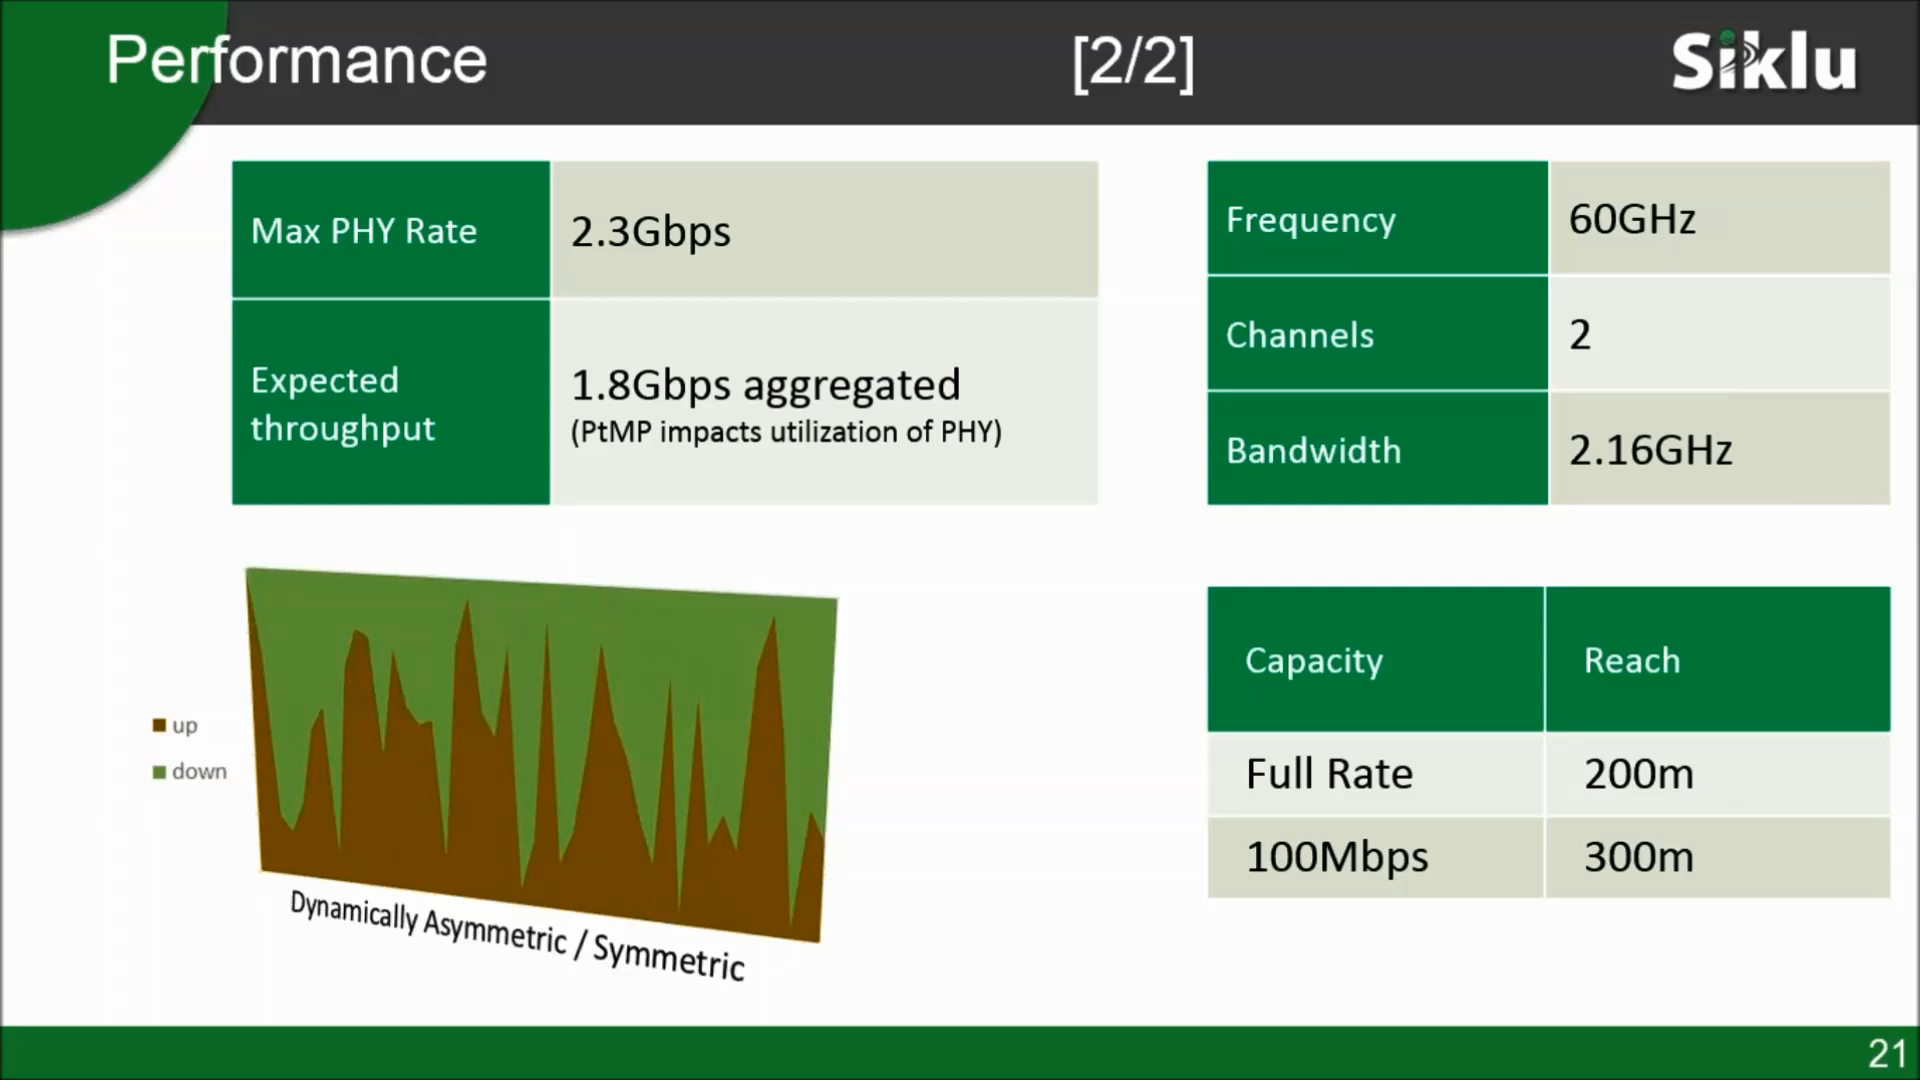 Performance [2/2]
Siklu
Max PHY Rate 2.3Gbps
Expected throughput 1.8Gbps aggregated
(PtMP impacts utilization of PHY)
Frequency 60GHz
Channels 2
Bandwidth 2.16GHz
up
down
Dynamically Asymmetric / Symmetric
Capacity Reach
Full Rate 200m
100Mbps 300m
21